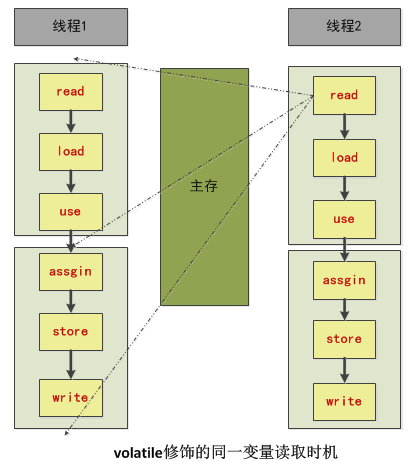 线程1
线程2
read
load
use
assgin
store
write
主存
read
load
use
assgin
store
write
volatile修饰的同一变量读取时机